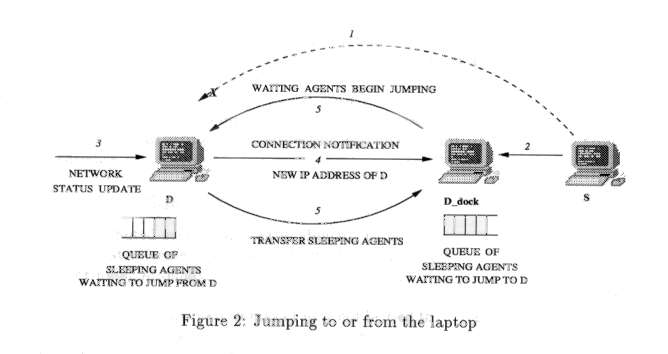 1
X
WAITING AGENTS BEGIN JUMPING
5
3
CONNECTION NOTIFICATION
2
NETWORK
STATUS UPDATE
4
NEW IP ADDRESS OF D
D
D_dock
S
5
TRANSFER SLEEPING AGENTS
QUEUE OF
SLEEPING AGENTS
WAITING TO JUMP FROM D
QUEUE OF
SLEEPING AGENTS
WAITING TO JUMP TO D
Figure 2: Jumping to or from the laptop